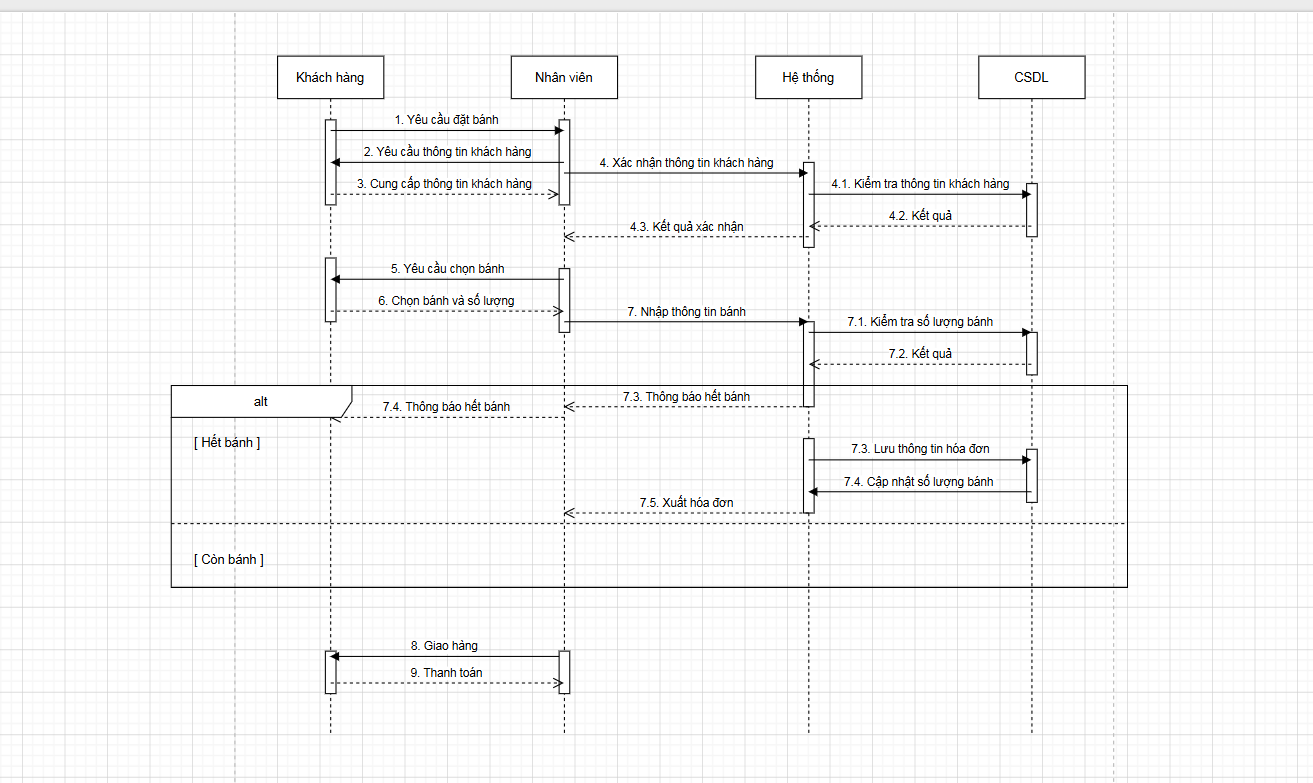 Khách hàng
Nhân viên
Hệ thống
CSDL
1. Yêu cầu đặt bánh
2. Yêu cầu thông tin khách hàng
4. Xác nhận thông tin khách hàng
3. Cung cấp thông tin khách hàng
4.1. Kiểm tra thông tin khách hàng
4.2. Kết quả
4.3. Kết quả xác nhận
5. Yêu cầu chọn bánh
6. Chọn bánh và số lượng
7. Nhập thông tin bánh
7.1. Kiểm tra số lượng bánh
7.2. Kết quả
alt
7.3. Thông báo hết bánh
7.4. Thông báo hết bánh
[ Hết bánh ]
7.3. Lưu thông tin hóa đơn
7.4. Cập nhật số lượng bánh
7.5. Xuất hóa đơn
[ Còn bánh ]
8. Giao hàng
9. Thanh toán